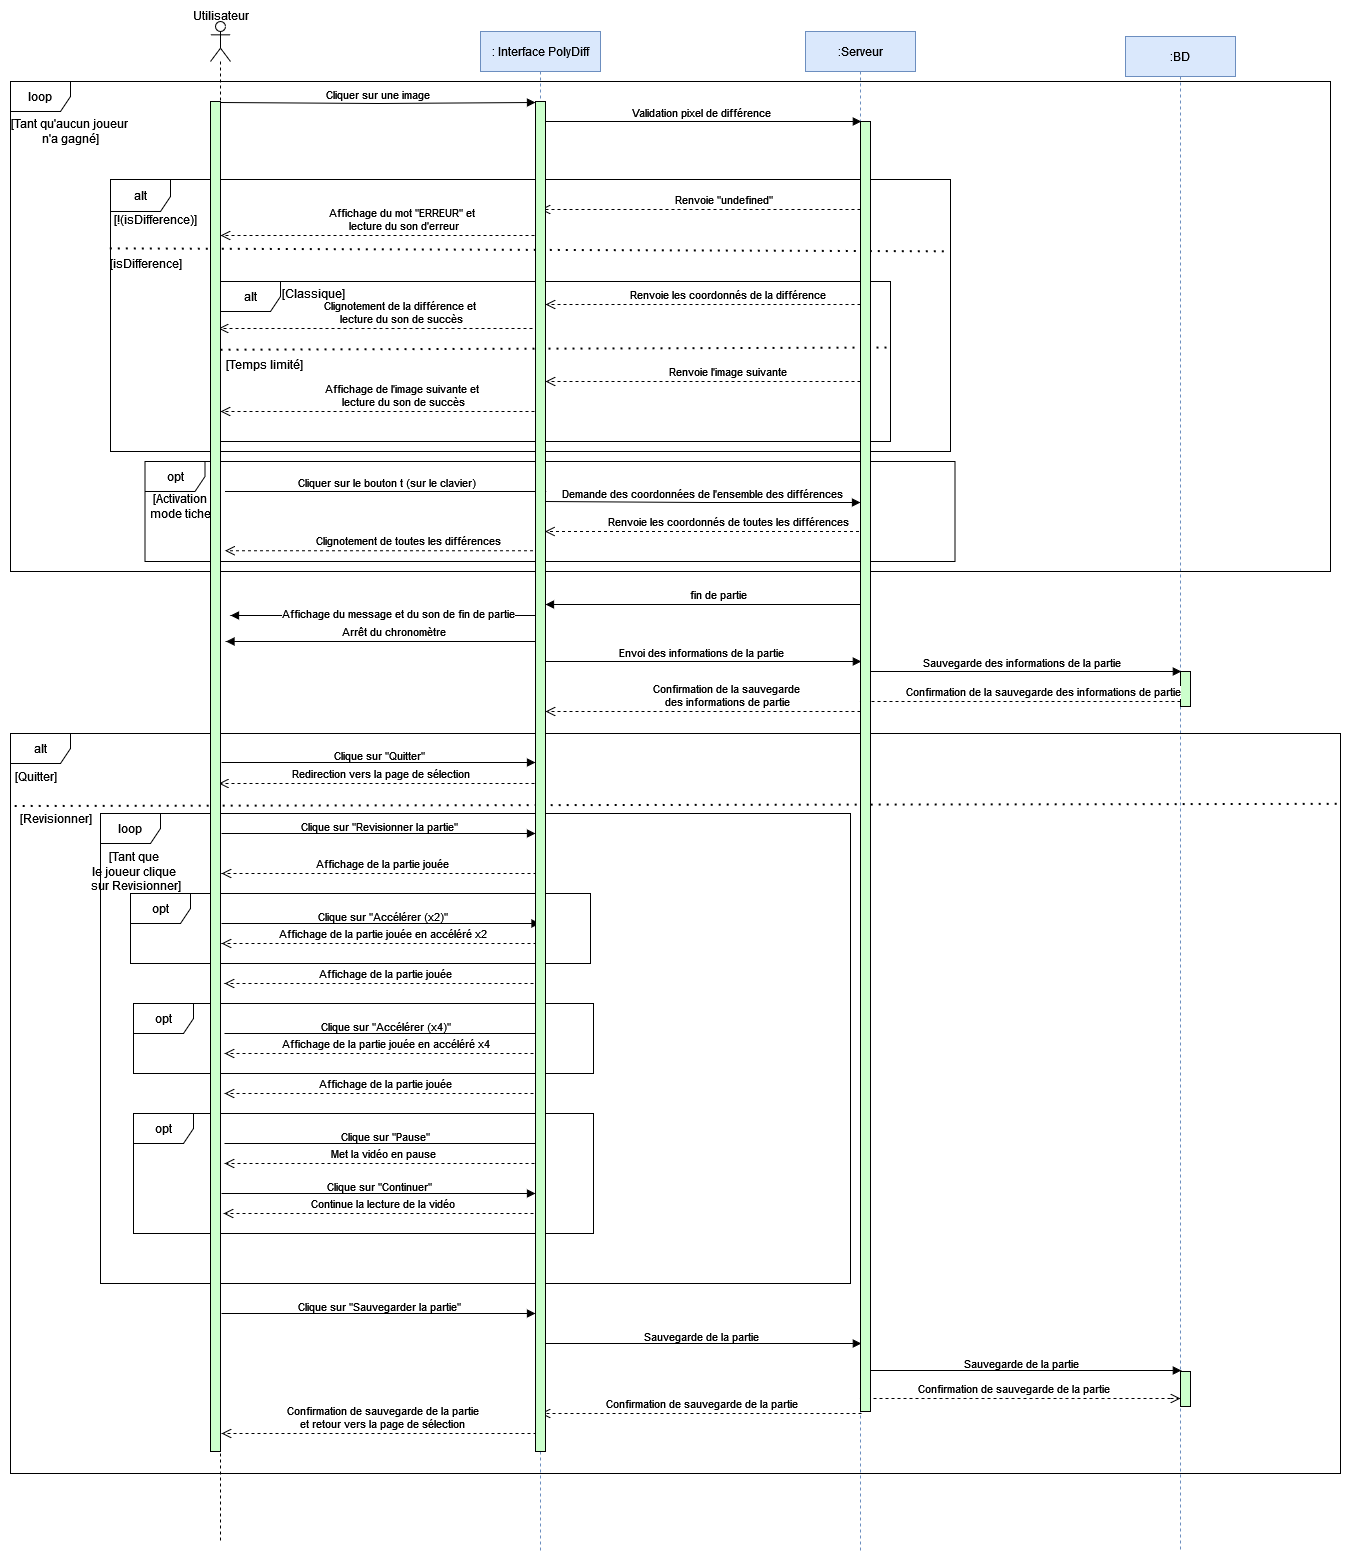 Utilisateur
: Interface PolyDiff
:Serveur
:BD
loop
Cliquer sur une image
[Tant qu'aucun joueur
n'a gagné]
Validation pixel de différence
alt
[!(isDifference)]
Renvoie "undefined"
Affichage du mot "ERREUR" et
lecture du son d'erreur
[isDifference]
alt
[Classique]
Renvoie les coordonnés de la différence
Clignotement de la différence et
lecture du son de succès
[Temps limité]
Renvoie l'image suivante
Affichage de l'image suivante et
lecture du son de succès
opt
Cliquer sur le bouton t (sur le clavier)
[Activation
mode tiche
Demande des coordonnées de l'ensemble des différences
Renvoie les coordonnés de toutes les différences
Clignotement de toutes les différences
fin de partie
Affichage du message et du son de fin de partie
Arrêt du chronomètre
Envoi des informations de la partie
Sauvegarde des informations de la partie
Confirmation de la sauvegarde
des informations de partie
Confirmation de la sauvegarde des informations de partie
alt
[Quitter]
Clique sur "Quitter"
Redirection vers la page de sélection
[Revisionner]
loop
Clique sur "Revisionner la partie"
[Tant que
le joueur clique
sur Revisionner]
Affichage de la partie jouée
opt
Clique sur "Accélérer (x2)"
Affichage de la partie jouée en accéléré x2
Affichage de la partie jouée
opt
Clique sur "Accélérer (x4)"
Affichage de la partie jouée en accéléré x4
Affichage de la partie jouée
opt
Clique sur "Pause"
Met la vidéo en pause
Clique sur "Continuer"
Continue la lecture de la vidéo
Clique sur "Sauvegarder la partie"
Sauvegarde de la partie
Sauvegarde de la partie
Confirmation de sauvegarde de la partie
Confirmation de sauvegarde de la partie
Confirmation de sauvegarde de la partie
et retour vers la page de sélection